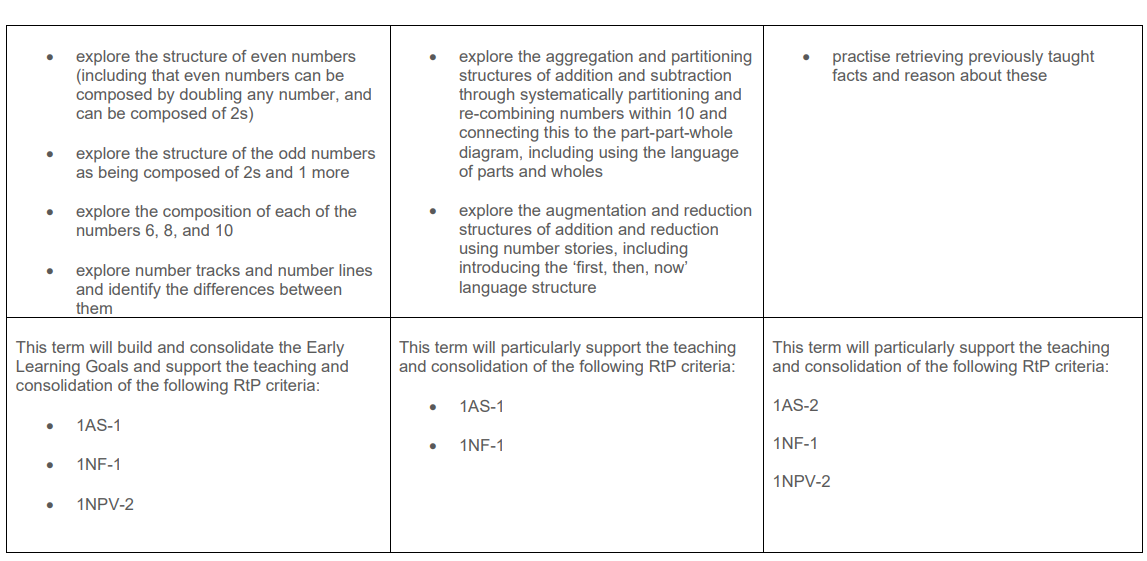 • explore the structure of even numbers
(including that even numbers can be
composed by doubling any number, and
can be composed of 2s)
• explore the structure of the odd numbers
as being composed of 2s and 1 more
• explore the composition of each of the
numbers 6, 8, and 10
• explore number tracks and number lines
and identify the differences between
them
• explore the aggregation and partitioning
structures of addition and subtraction
through systematically partitioning and
re-combining numbers within 10 and
connecting this to the part-part-whole
diagram, including using the language
of parts and wholes
• explore the augmentation and reduction
structures of addition and reduction
using number stories, including
introducing the ‘first, then, now’
language structure
• practise retrieving previously taught
facts and reason about these
This term will build and consolidate the Early
Learning Goals and support the teaching and
consolidation of the following RtP criteria:
• 1AS-1
• 1NF-1
• 1NPV-2
This term will particularly support the teaching
and consolidation of the following RtP criteria:
• 1AS-1
• 1NF-1
This term will particularly support the teaching
and consolidation of the following RtP criteria:
1AS-2
1NF-1
1NPV-2